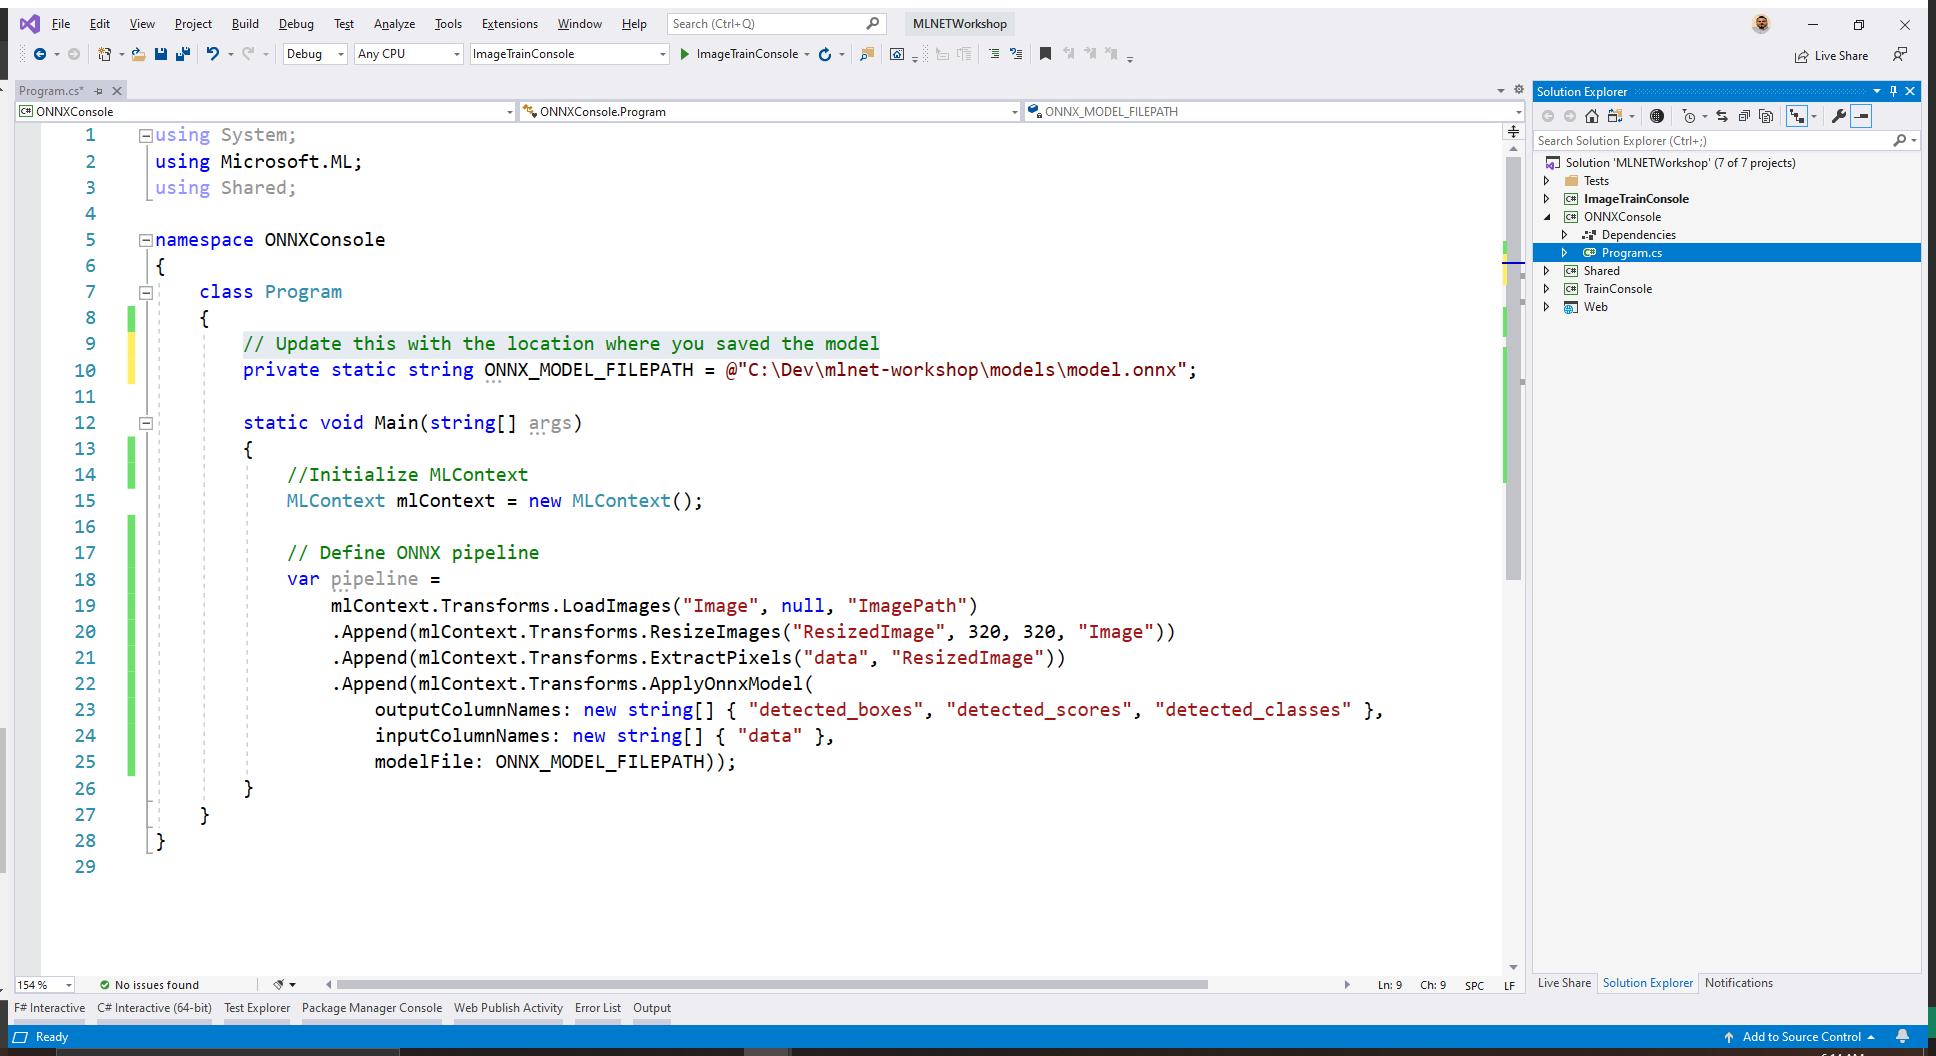 File Edit View Project Build Debug Test Analyze Tools Extensions Window Help Search (Ctrl+Q) MLNETWorkshop
Debug Any CPU ImageTrainConsole ImageTrainConsole Live Share
Program.cs*
ONNXConsole ONNXConsole.Program ONNX_MODEL_FILEPATH
1 using System;
2 using Microsoft.ML;
3 using Shared;
4
5 namespace ONNXConsole
6 {
7 class Program
8 {
9 // Update this with the location where you saved the model
10 private static string ONNX_MODEL_FILEPATH = @"C:\Dev\mlnet-workshop\models\model.onnx";
11
12 static void Main(string[] args)
13 {
14 //Initialize MLContext
15 MLContext mlContext = new MLContext();
16
17 // Define ONNX pipeline
18 var pipeline =
19 mlContext.Transforms.LoadImages("Image", null, "ImagePath")
20 .Append(mlContext.Transforms.ResizeImages("ResizedImage", 320, 320, "Image"))
21 .Append(mlContext.Transforms.ExtractPixels("data", "ResizedImage"))
22 .Append(mlContext.Transforms.ApplyOnnxModel(
23 outputColumnNames: new string[] { "detected_boxes", "detected_scores", "detected_classes" },
24 inputColumnNames: new string[] { "data" },
25 modelFile: ONNX_MODEL_FILEPATH));
26 }
27 }
28 }
29
154 % No issues found Ln: 9 Ch: 9 SPC LF
Solution Explorer
Search Solution Explorer (Ctrl+;)
Solution 'MLNETWorkshop' (7 of 7 projects)
Tests
C# ImageTrainConsole
C# ONNXConsole
Dependencies
C# Program.cs
C# Shared
C# TrainConsole
Web
Live Share Solution Explorer Notifications
F# Interactive C# Interactive (64-bit) Test Explorer Package Manager Console Web Publish Activity Error List Output
Ready Add to Source Control